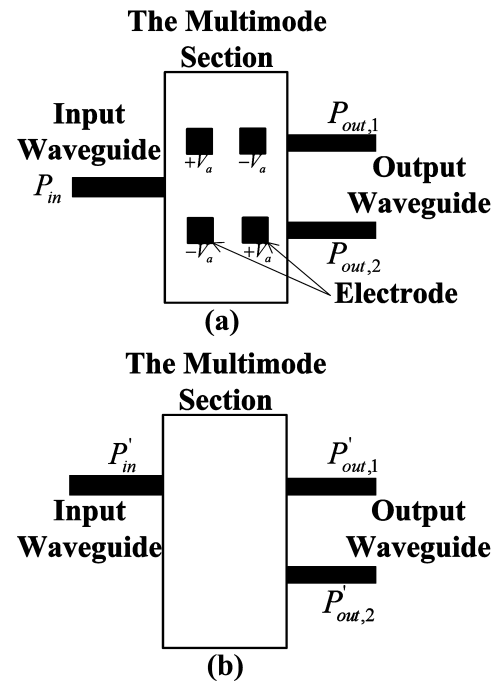 The Multimode
Section
Input
Waveguide
P_in
+V_a
-V_a
-V_a
+V_a
P_out,1
Output
Waveguide
P_out,2
Electrode
(a)
The Multimode
Section
P'_in
Input
Waveguide
P'_out,1
Output
Waveguide
P'_out,2
(b)